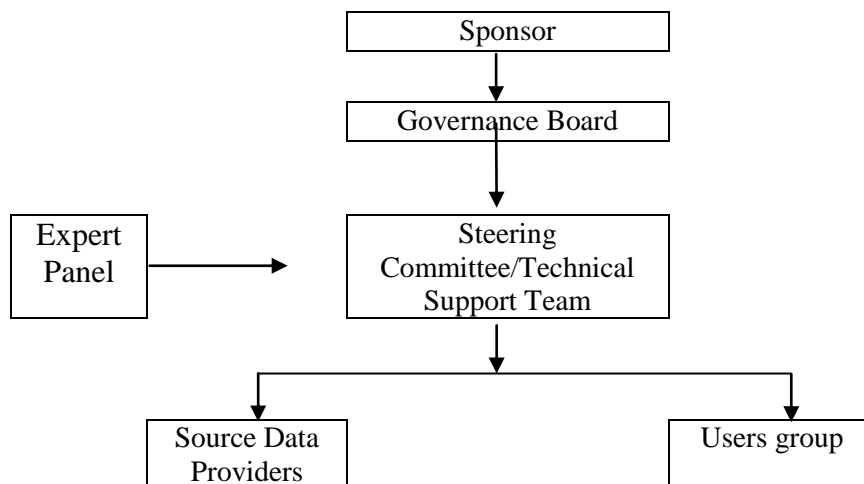 Sponsor
Governance Board
Expert
Panel
Steering
Committee/Technical
Support Team
Source Data
Providers
Users group